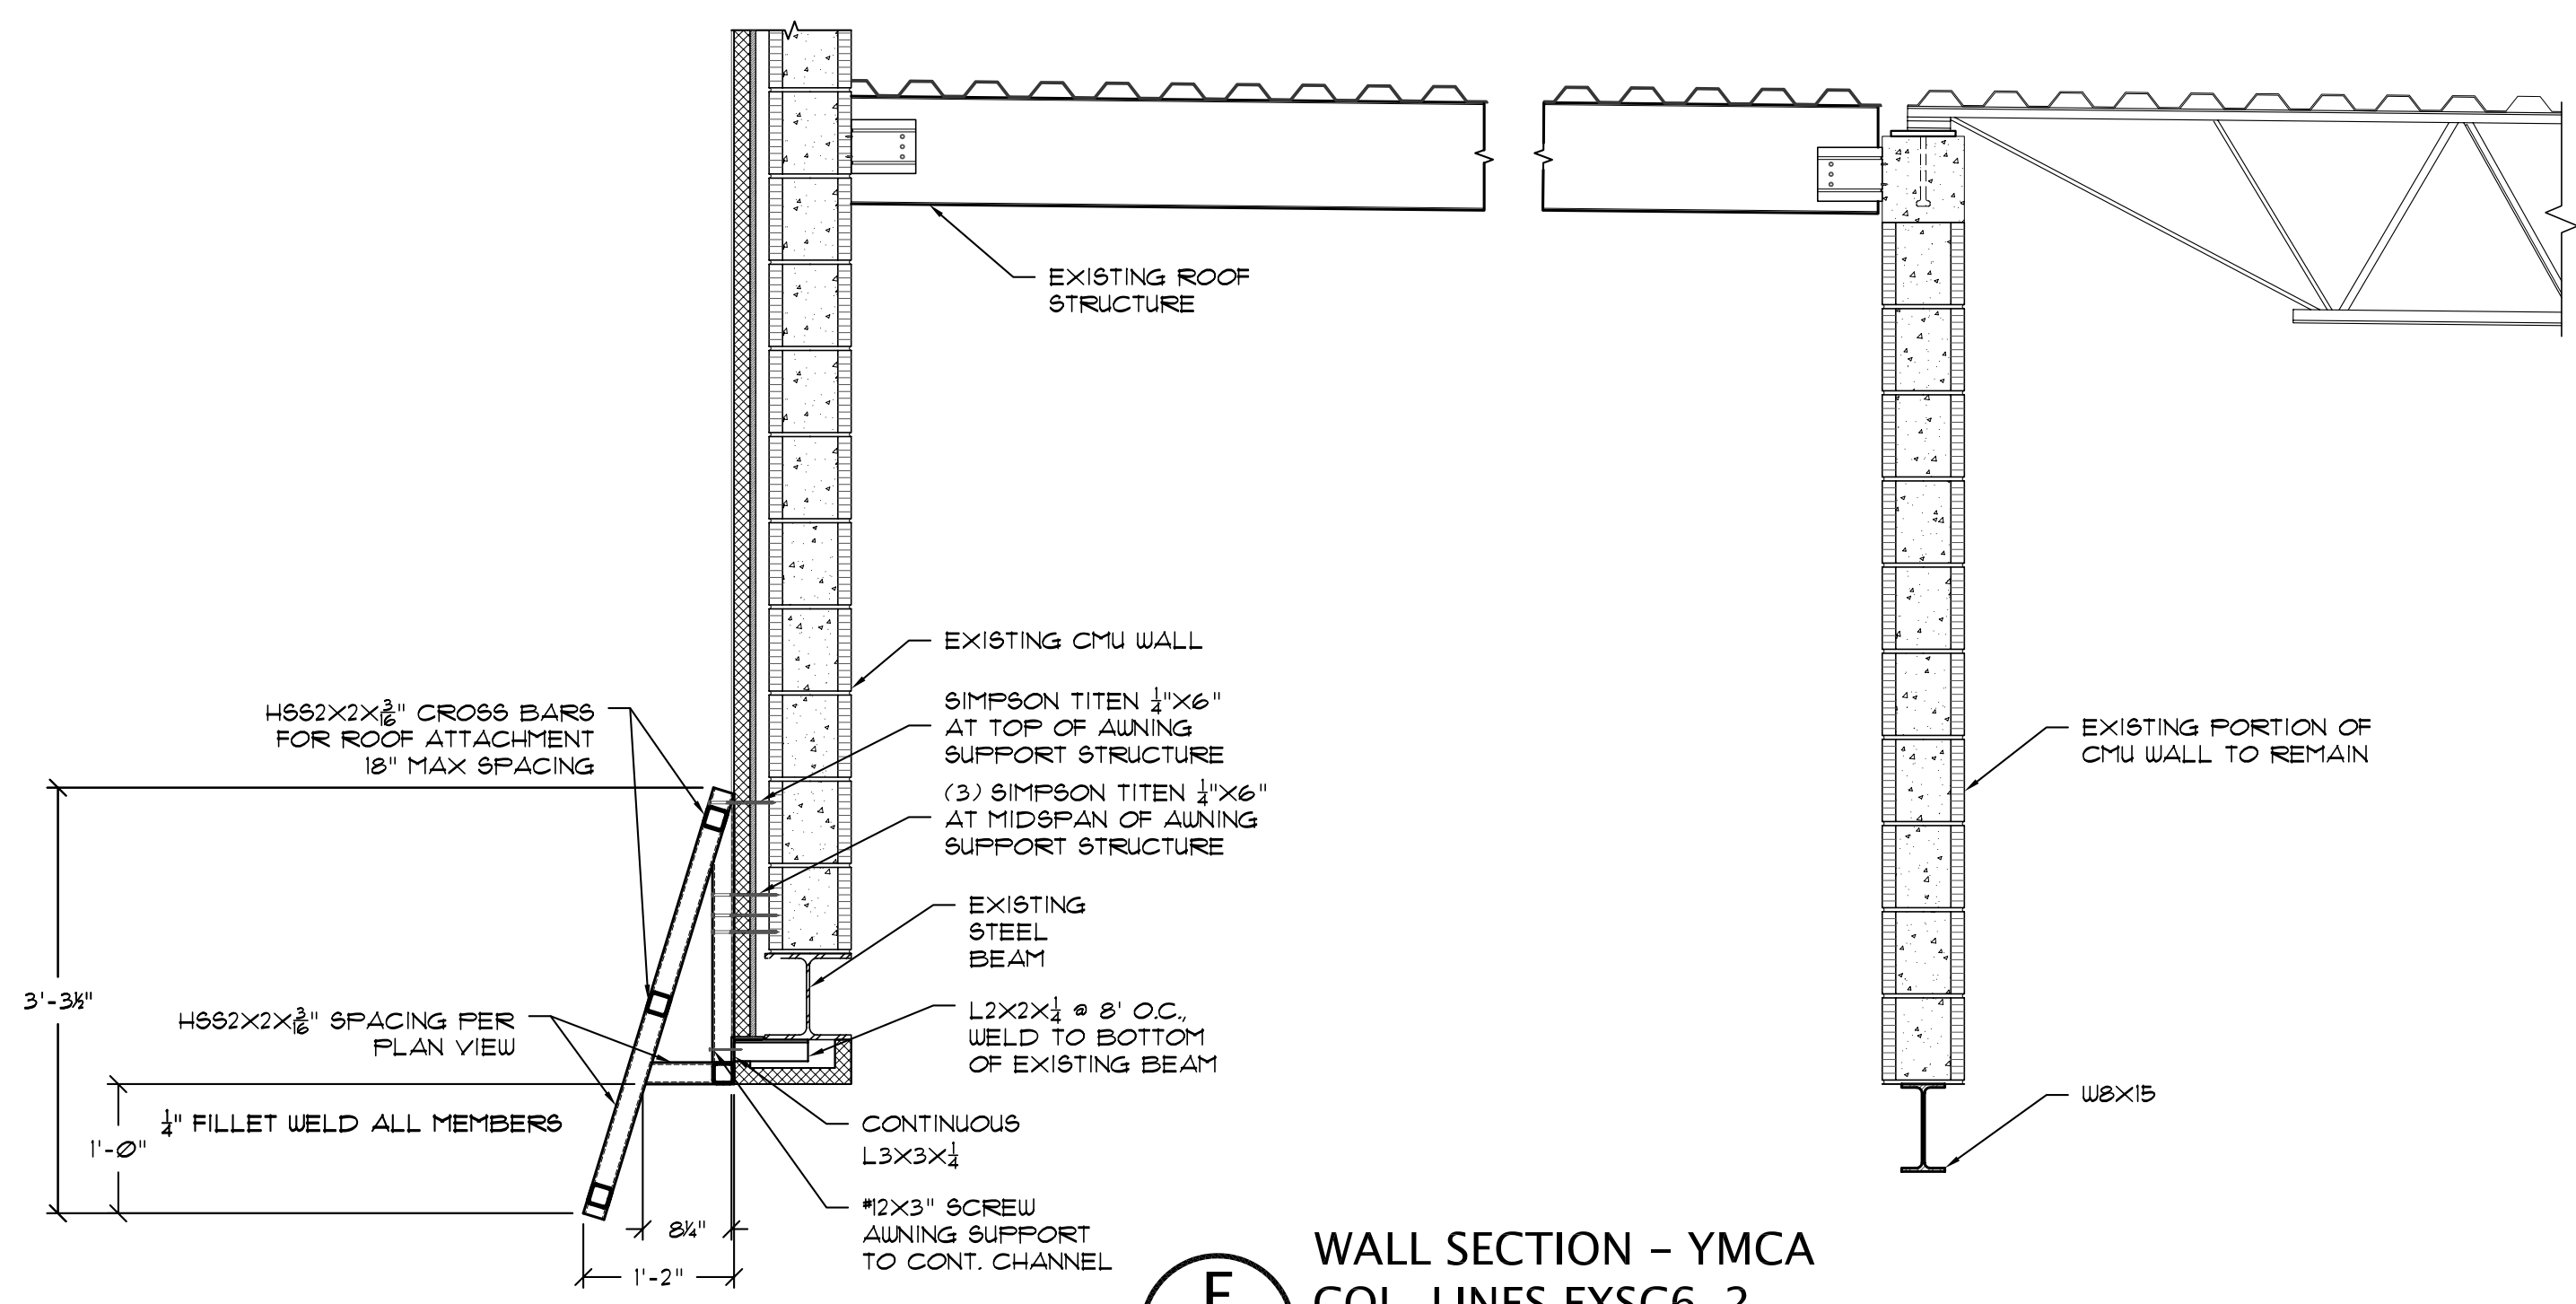 EXISTING ROOF
STRUCTURE
EXISTING CMU WALL
SIMPSON TITEN ¼"X6"
AT TOP OF AWNING
SUPPORT STRUCTURE
(3) SIMPSON TITEN ¼"X6"
AT MIDSPAN OF AWNING
SUPPORT STRUCTURE
EXISTING
STEEL
BEAM
L2X2X¼ @ 8' O.C.,
WELD TO BOTTOM
OF EXISTING BEAM
CONTINUOUS
L3X3X¼
#12X3" SCREW
AWNING SUPPORT
TO CONT. CHANNEL
HSS2X2X3/16" CROSS BARS
FOR ROOF ATTACHMENT
18" MAX SPACING
HSS2X2X3/16" SPACING PER
PLAN VIEW
¼" FILLET WELD ALL MEMBERS
3'-3½"
1'-0"
8¼"
1'-2"
EXISTING PORTION OF
CMU WALL TO REMAIN
W8X15
WALL SECTION – YMCA
COL. LINES EXSG6, 2